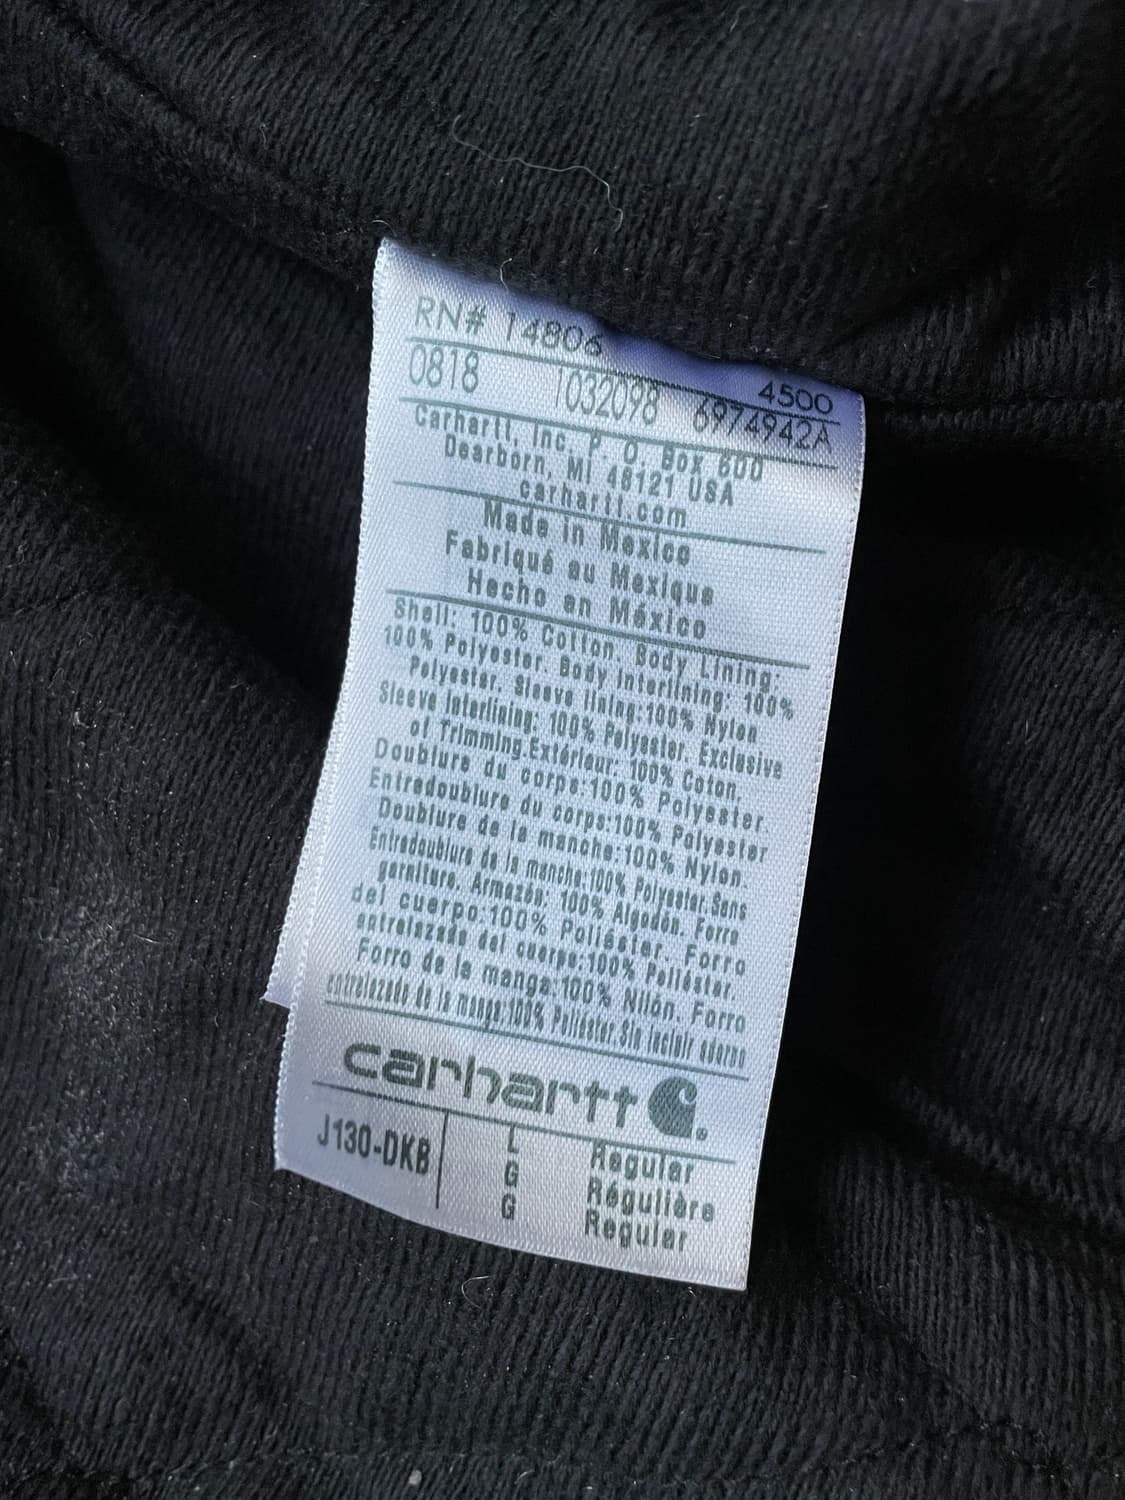 RN# 14806 4500
0818 1032098 6974942A
Carhartt, Inc. P. O. Box 600
Dearborn, MI 48121 USA
carhartt.com
Made in Mexico
Fabriqué au Mexique
Hecho en México
Shell: 100% Cotton. Body Lining:
100% Polyester. Body Interlining: 100%
Polyester. Sleeve lining:100% Nylon
Sleeve Interlining: 100% Polyester. Exclusive
of Trimming.Extérieur: 100% Coton.
Doublure du corps:100% Polyester.
Entredoublure du corps:100% Polyester
Doublure de la manche:100% Nylon.
Entredoublure de la manche:100% Polyester.Sans
garniture. Armazón: 100% Algodón. Forro
del cuerpo:100% Poliéster. Forro
entrelazado del cuerpo:100% Poliéster.
Forro de la manga:100% Nilón. Forro
entrelazado de la manga:100% Poliéster.Sin incluir adorno
carhartt
J130-DKB L Regular
G Régulière
G Regular